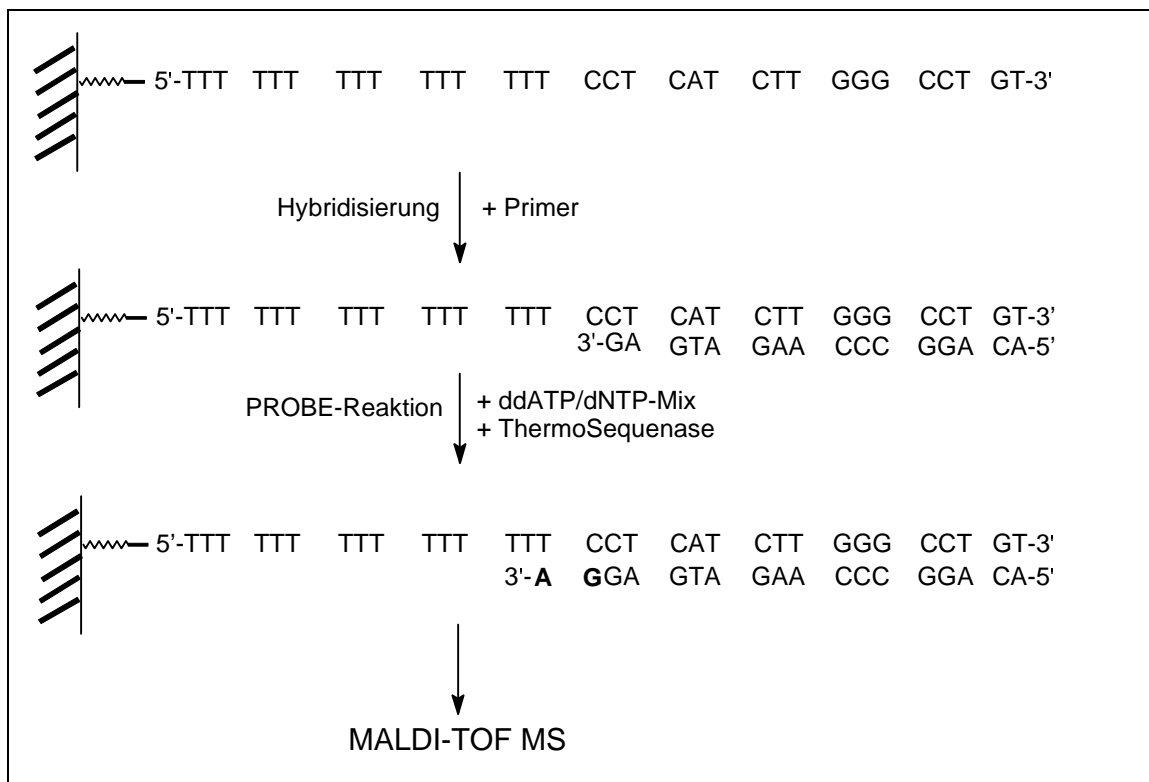 5'-TTT TTT TTT TTT TTT CCT CAT CTT GGG CCT GT-3'
Hybridisierung + Primer
5'-TTT TTT TTT TTT TTT CCT CAT CTT GGG CCT GT-3’
3'-GA GTA GAA CCC GGA CA-5'
PROBE-Reaktion + ddATP/dNTP-Mix
+ ThermoSequenase
5’-TTT TTT TTT TTT TTT CCT CAT CTT GGG CCT GT-3'
3'-A GGA GTA GAA CCC GGA CA-5'
MALDI-TOF MS